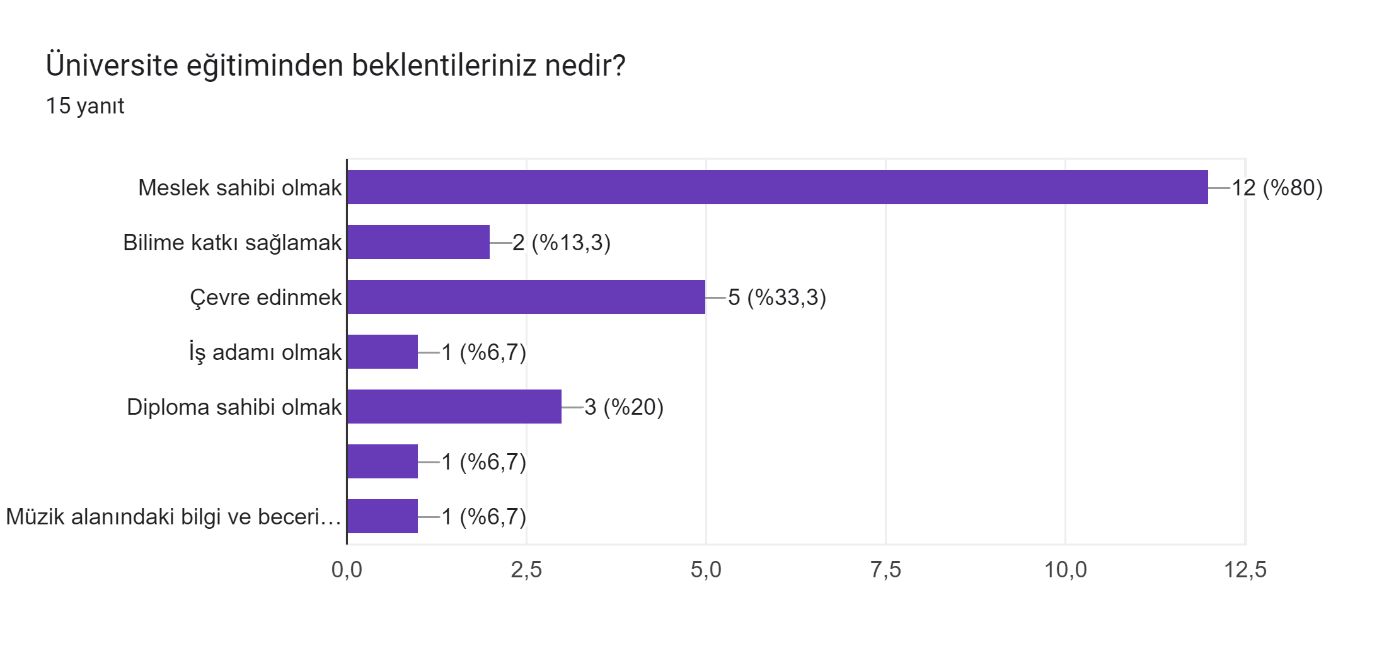 Üniversite eğitiminden beklentileriniz nedir?
15 yanıt
Meslek sahibi olmak 12 (%80)
Bilime katkı sağlamak 2 (%13,3)
Çevre edinmek 5 (%33,3)
İş adamı olmak 1 (%6,7)
Diploma sahibi olmak 3 (%20)
1 (%6,7)
Müzik alanındaki bilgi ve beceri… 1 (%6,7)
0,0 2,5 5,0 7,5 10,0 12,5